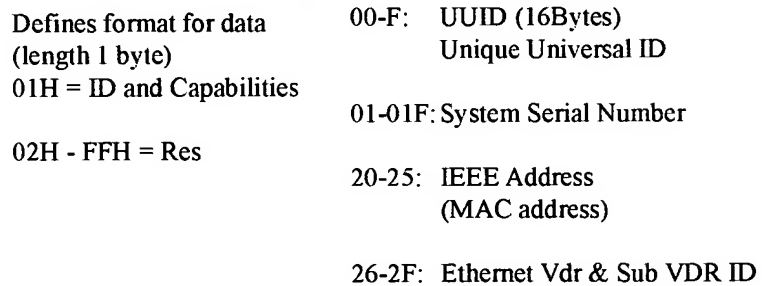 Defines format for data
(length 1 byte)
01H = ID and Capabilities
02H - FFH = Res
00-F: UUID (16Bytes)
Unique Universal ID
01-01F: System Serial Number
20-25: IEEE Address
(MAC address)
26-2F: Ethernet Vdr & Sub VDR ID